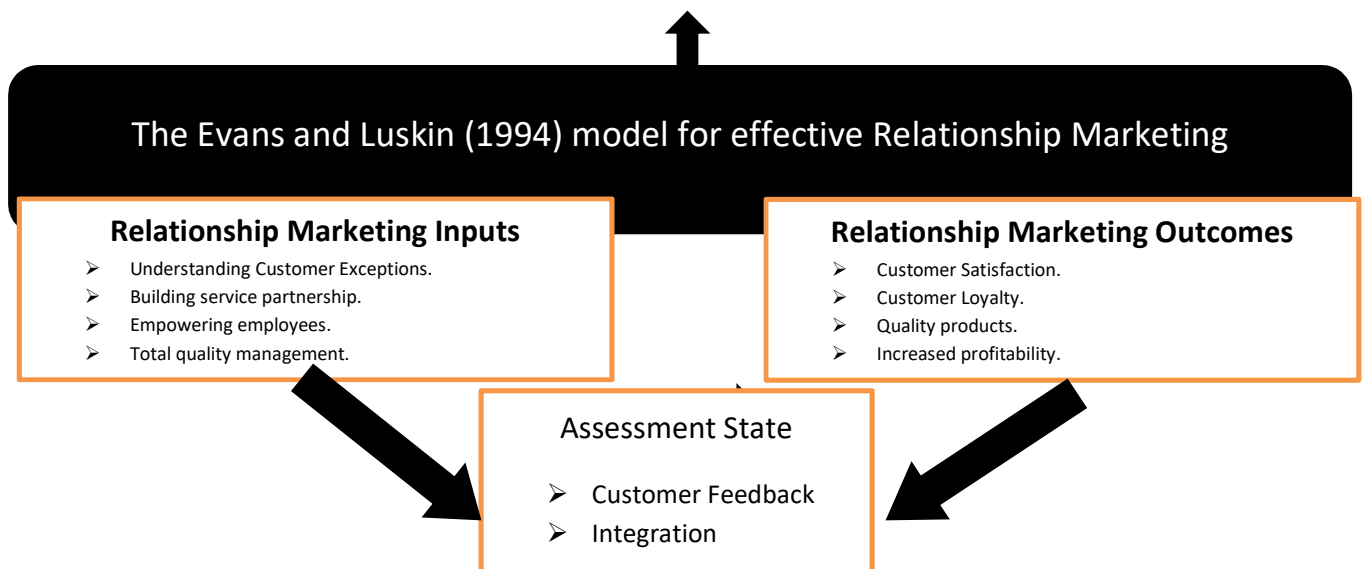 The Evans and Luskin (1994) model for effective Relationship Marketing
Relationship Marketing Inputs
➢ Understanding Customer Exceptions.
➢ Building service partnership.
➢ Empowering employees.
➢ Total quality management.
Relationship Marketing Outcomes
➢ Customer Satisfaction.
➢ Customer Loyalty.
➢ Quality products.
➢ Increased profitability.
Assessment State
➢ Customer Feedback
➢ Integration